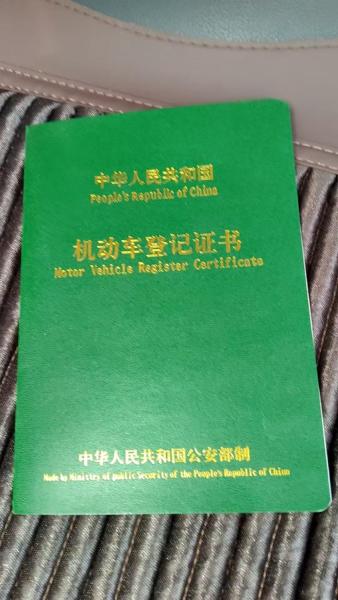 中华人民共和国
People's Republic of China
机动车登记证书
Motor Vehicle Register Certificate
中华人民共和国公安部制
Made by Ministry of public Security of the People's Republic of China